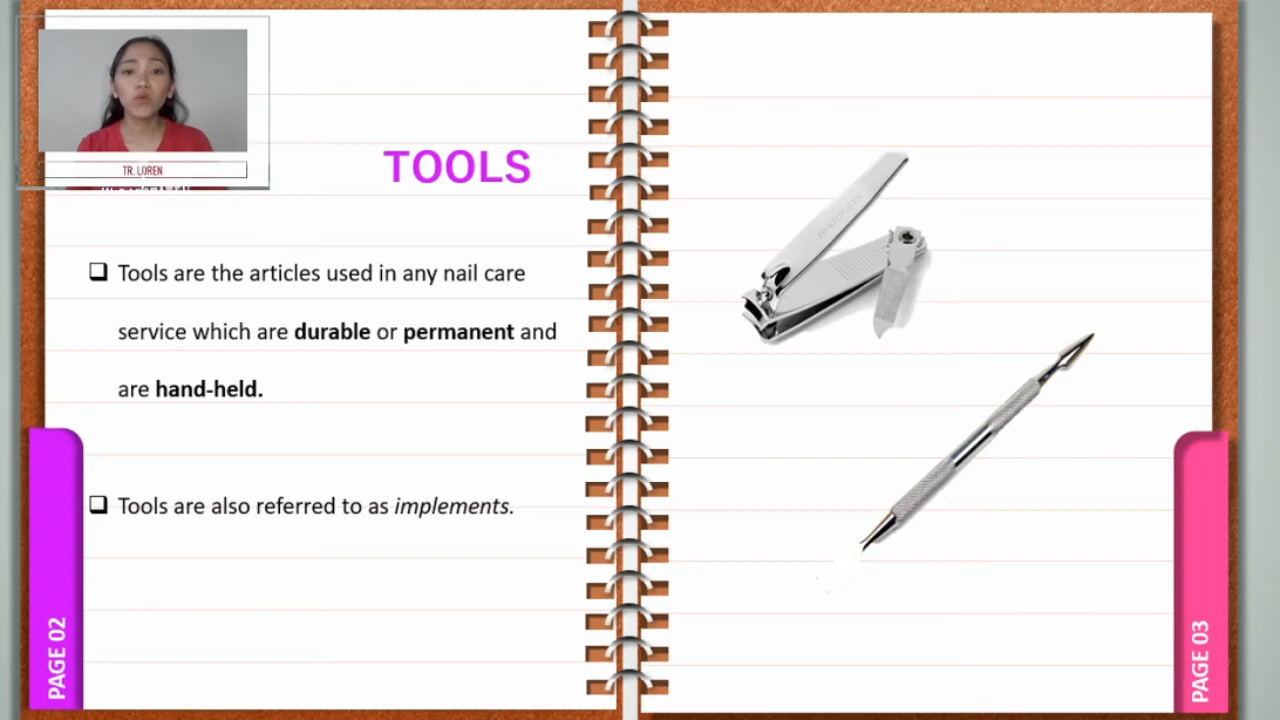 TR. LOREN
TOOLS
❑ Tools are the articles used in any nail care
service which are durable or permanent and
are hand-held.
❑ Tools are also referred to as implements.
PAGE 02
PAGE 03